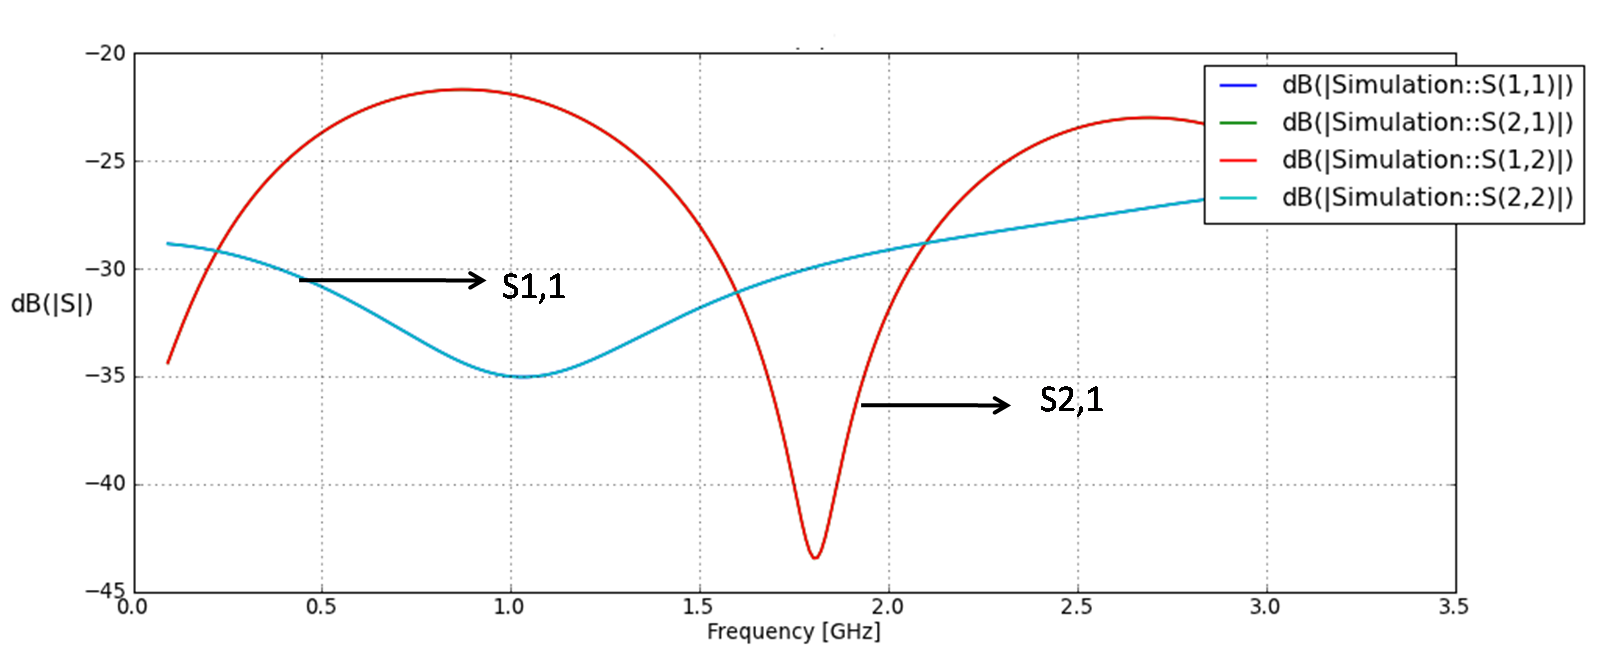 −20
−25
−30
−35
−40
−45
dB(|S|)
0.0 0.5 1.0 1.5 2.0 2.5 3.0 3.5
Frequency [GHz]
S1,1
S2,1
dB(|Simulation::S(1,1)|)
dB(|Simulation::S(2,1)|)
dB(|Simulation::S(1,2)|)
dB(|Simulation::S(2,2)|)